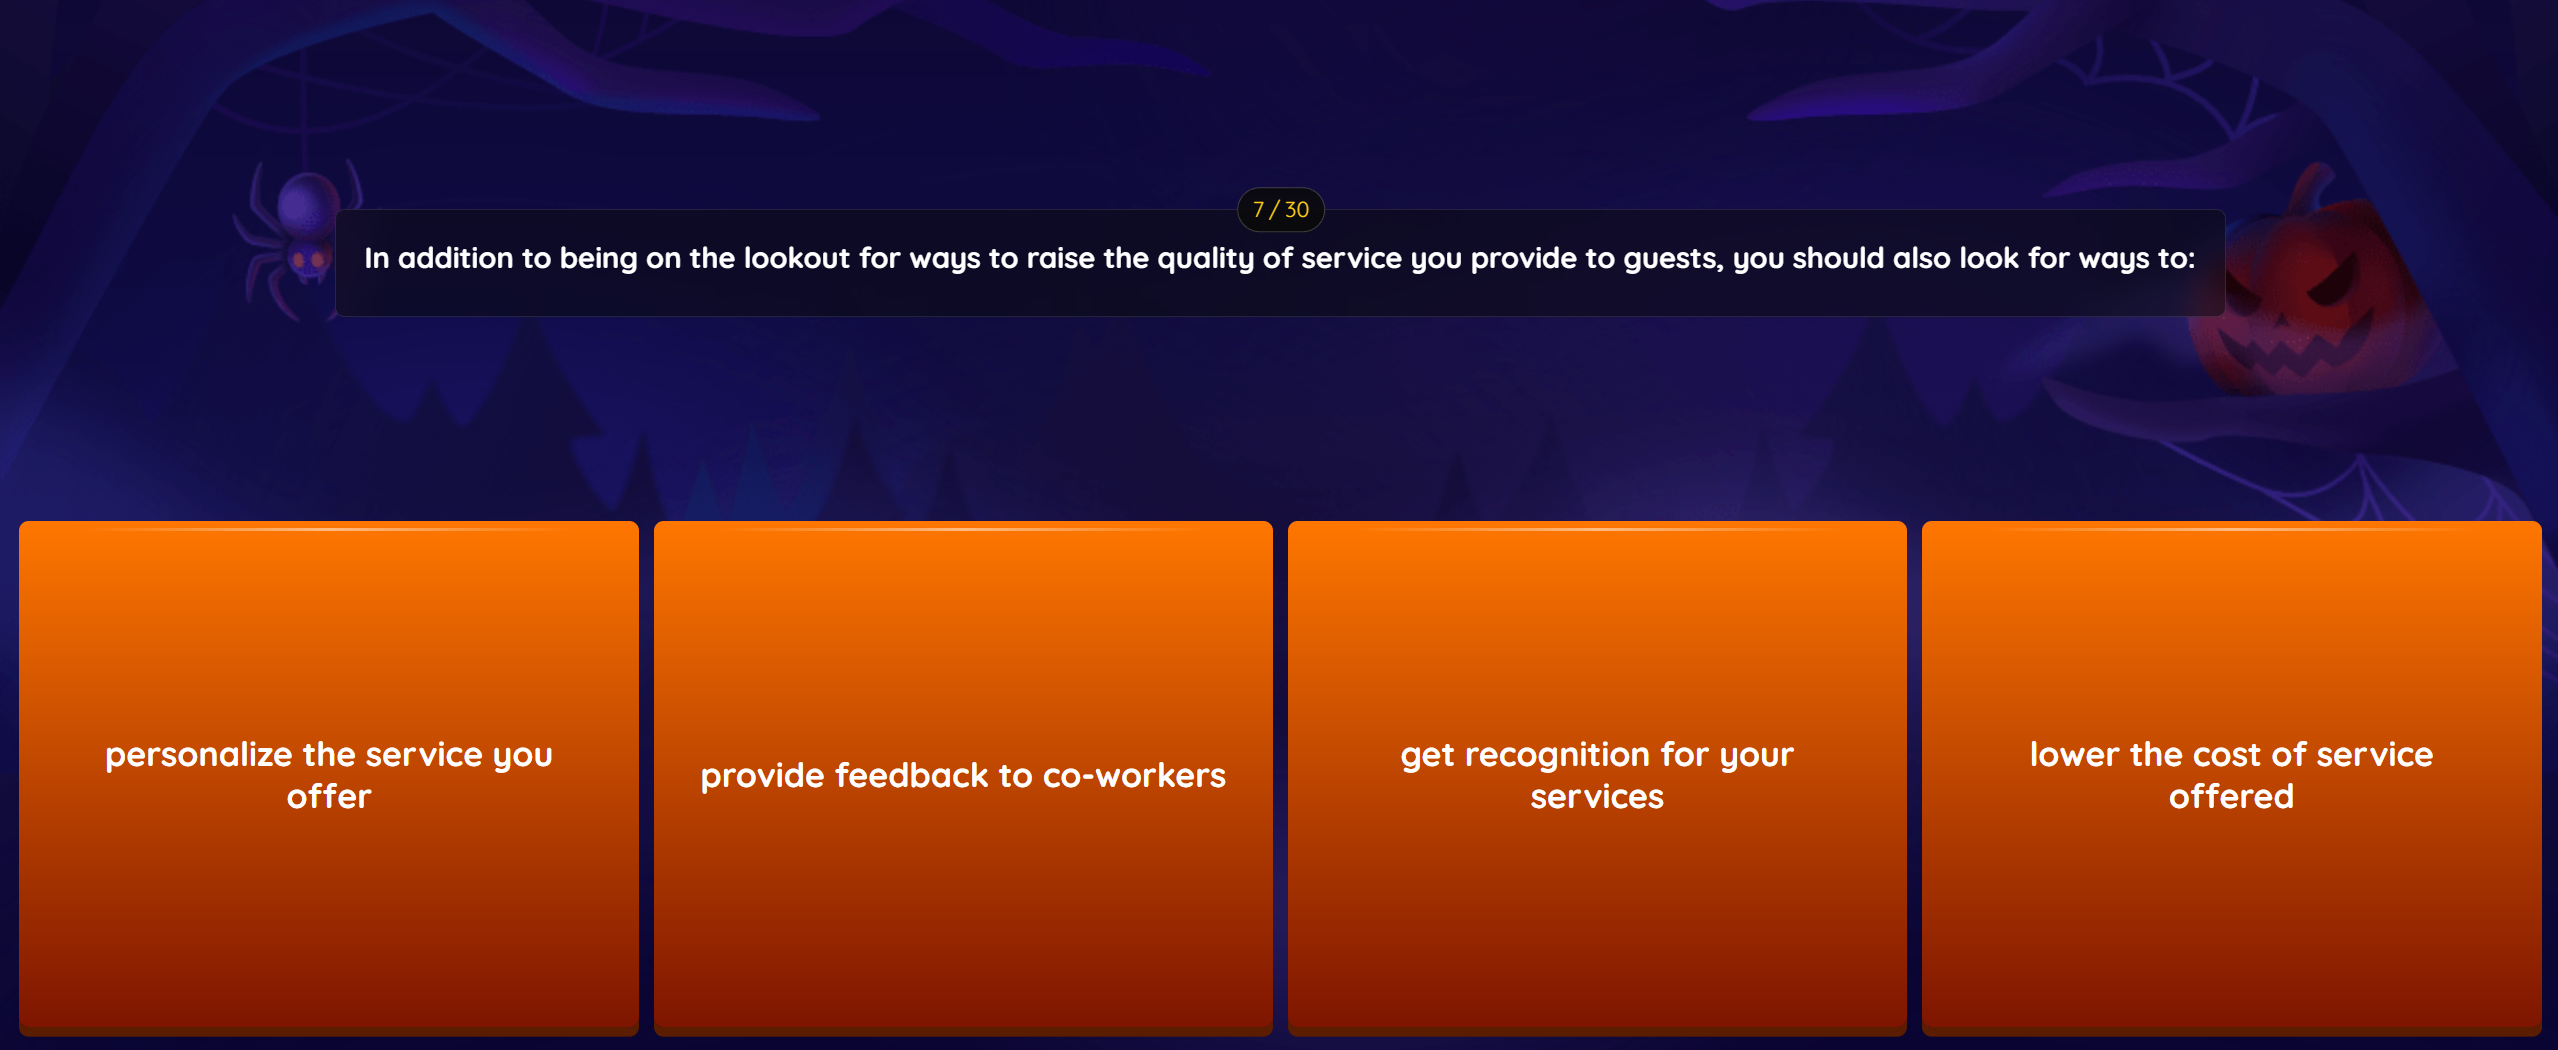 7 / 30
In addition to being on the lookout for ways to raise the quality of service you provide to guests, you should also look for ways to:
personalize the service you
offer
provide feedback to co-workers
get recognition for your
services
lower the cost of service
offered